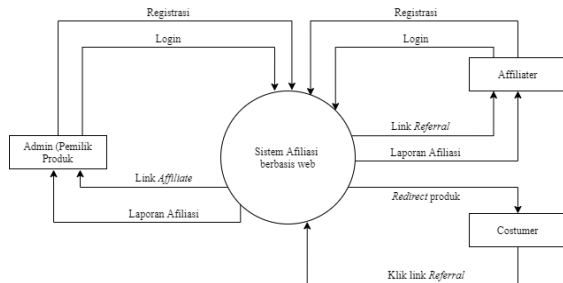 Registrasi
Login
Registrasi
Login
Affiliater
Sistem Afiliasi
berbasis web
Link Referral
Laporan Afiliasi
Admin (Pemilik
Produk
Link Affiliate
Laporan Afiliasi
Redirect produk
Costumer
Klik link Referral